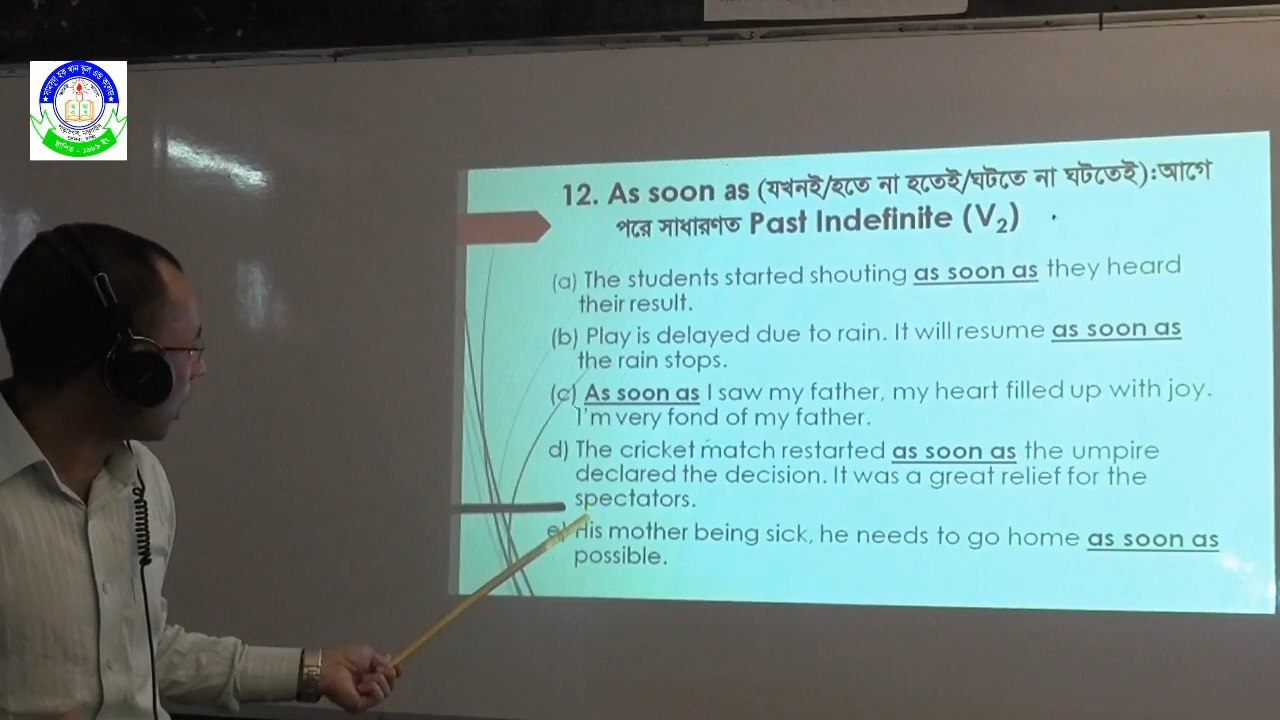 12. As soon as (যখনই/হতে না হতেই/ঘটতে না ঘটতেই):আগে
পরে সাধারণত Past Indefinite (V₂)
(a) The students started shouting as soon as they heard
their result.
(b) Play is delayed due to rain. It will resume as soon as
the rain stops.
(c) As soon as I saw my father, my heart filled up with joy.
I'm very fond of my father.
d) The cricket match restarted as soon as the umpire
declared the decision. It was a great relief for the
spectators.
e) His mother being sick, he needs to go home as soon as
possible.